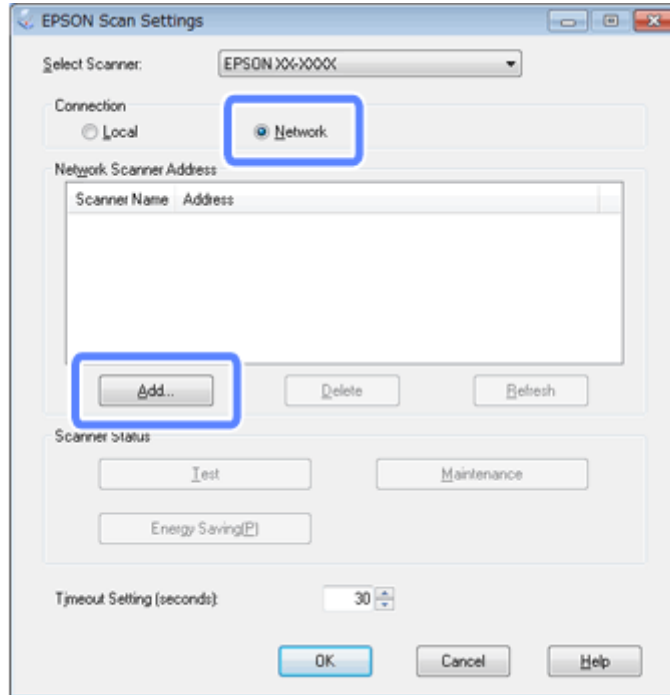 EPSON Scan Settings
Select Scanner: EPSON XX-XXXX
Connection
Local Network
Network Scanner Address
Scanner Name Address
Add... Delete Refresh
Scanner Status
Test Maintenance
Energy Saving(P)
Timeout Setting (seconds): 30
OK Cancel Help